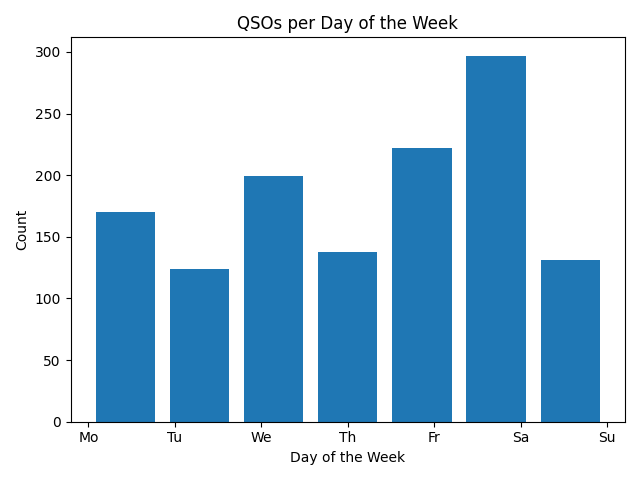 QSOs per Day of the Week
300
250
200
150
100
50
0
Count
Mo Tu We Th Fr Sa Su
Day of the Week